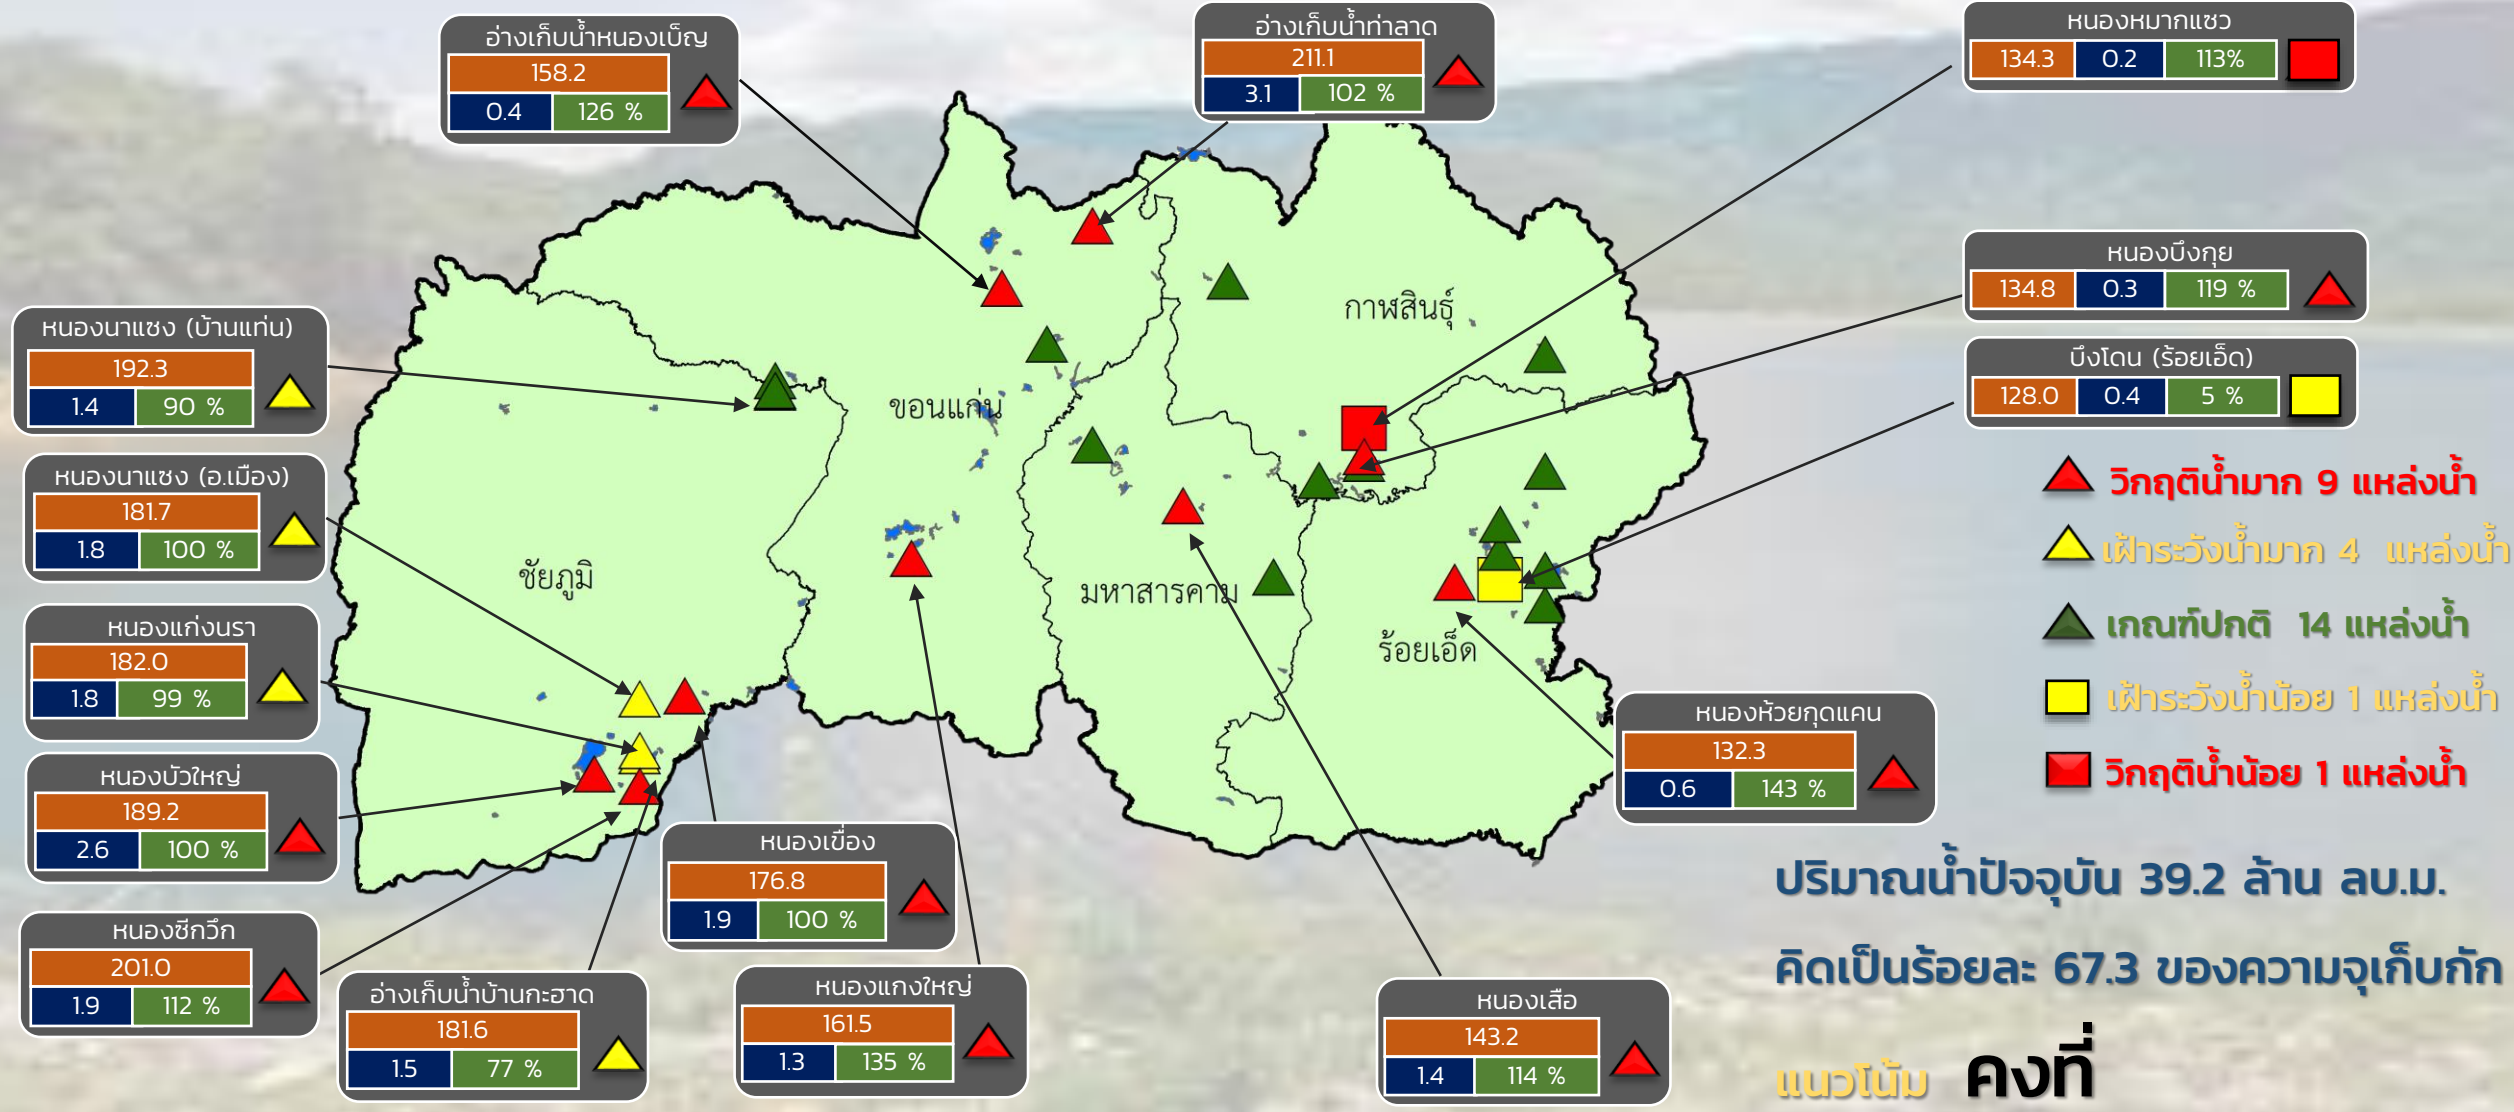 อ่างเก็บน้ำหนองเบ็ญ
158.2
0.4 126 %
อ่างเก็บน้ำท่าลาด
211.1
3.1 102 %
หนองหมากแซว
134.3 0.2 113%
หนองบึงกุย
134.8 0.3 119 %
บึงโดน (ร้อยเอ็ด)
128.0 0.4 5 %
หนองนาแซง (บ้านแท่น)
192.3
1.4 90 %
หนองนาแซง (อ.เมือง)
181.7
1.8 100 %
หนองแก่งนรา
182.0
1.8 99 %
หนองบัวใหญ่
189.2
2.6 100 %
หนองซีกวีก
201.0
1.9 112 %
อ่างเก็บน้ำบ้านกะฮาด
181.6
1.5 77 %
หนองเขื่อง
176.8
1.9 100 %
หนองแกงใหญ่
161.5
1.3 135 %
หนองเสือ
143.2
1.4 114 %
หนองห้วยกุดแคน
132.3
0.6 143 %
กาฬสินธุ์
ขอนแก่น
ชัยภูมิ
มหาสารคาม
ร้อยเอ็ด
วิกฤติน้ำมาก 9 แหล่งน้ำ
เฝ้าระวังน้ำมาก 4 แหล่งน้ำ
เกณฑ์ปกติ 14 แหล่งน้ำ
เฝ้าระวังน้ำน้อย 1 แหล่งน้ำ
วิกฤติน้ำน้อย 1 แหล่งน้ำ
ปริมาณน้ำปัจจุบัน 39.2 ล้าน ลบ.ม.
คิดเป็นร้อยละ 67.3 ของความจุเก็บกัก
แนวโน้ม คงที่